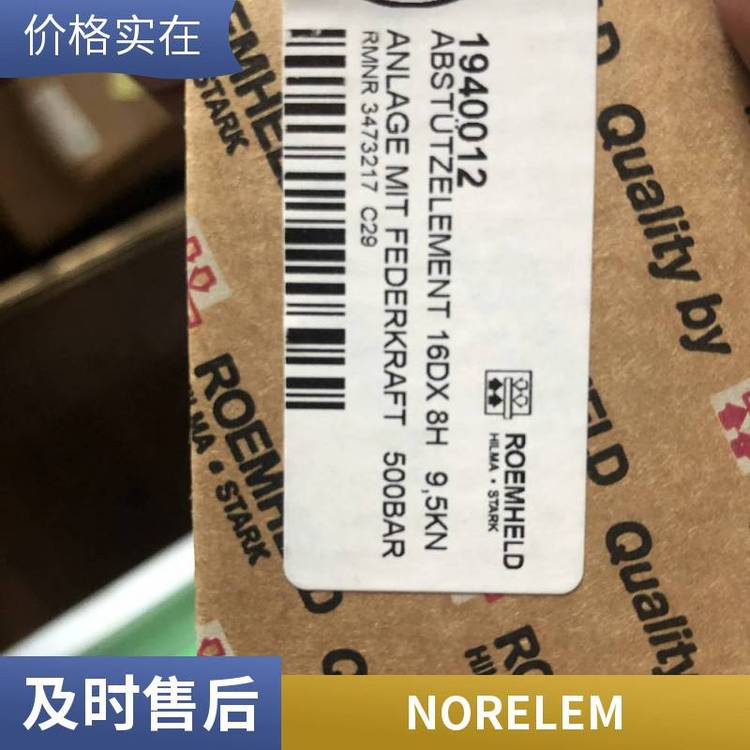 价格实在
1940012
ABSTÜTZELEMENT 16DX 8H 9,5KN
ANLAGE MIT FEDERKRAFT 500BAR
RMNR 3473217 C29
ROEMHELD
HILMA • STARK
Quality by
ROEMHELD
HILMA • STARK
Quality
及时售后
NORELEM